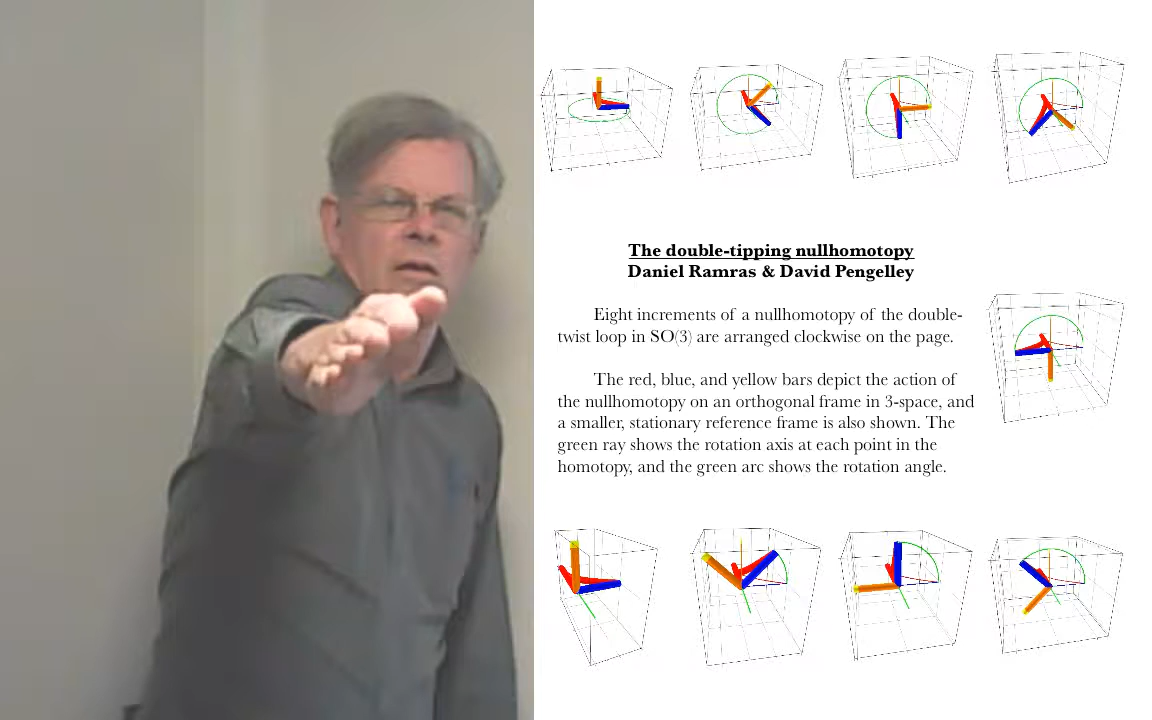 The double-tipping nullhomotopy
Daniel Ramras & David Pengelley
Eight increments of a nullhomotopy of the double-
twist loop in SO(3) are arranged clockwise on the page.
The red, blue, and yellow bars depict the action of
the nullhomotopy on an orthogonal frame in 3-space, and
a smaller, stationary reference frame is also shown. The
green ray shows the rotation axis at each point in the
homotopy, and the green arc shows the rotation angle.